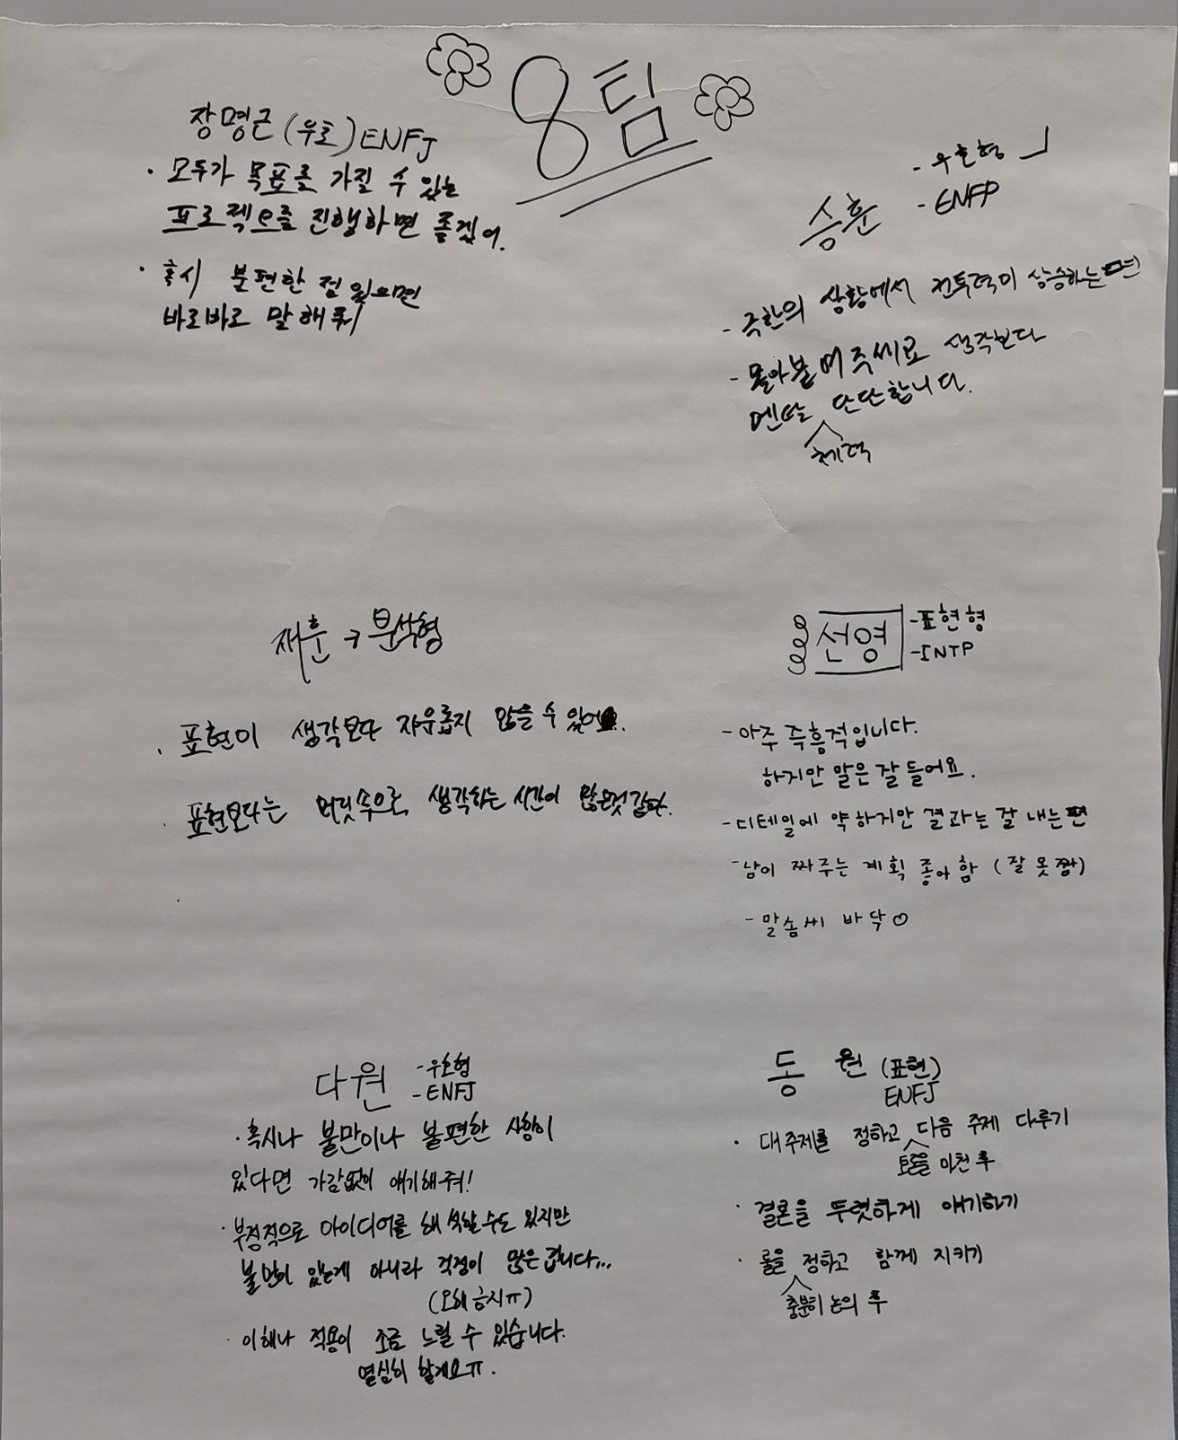 8팀
장명근 (우호) ENFJ
· 모두가 목표를 가질 수 있는
프로젝트를 진행하면 좋겠어.
· 혹시 불편한 점 있으면
바로바로 말해줘
승훈
- 우호형
- ENFP
- 극한의 상황에서 전투력이 상승하는 편
- 몰아붙여주세요 생각한다
멘탈 단단합니다.
체력
재훈 → 분석형
. 표현이 생각보다 자유롭지 않을 수 있어요.
. 표현보다는 머릿속으로 생각하는 시간이 많은것 같다.
선영
- 표현형
- INTP
- 아주 즉흥적입니다.
하지만 말은 잘 들어요.
- 디테일에 약하지만 결과는 잘 내는 편
- 남이 짜주는 계획 좋아함 (잘 못짬)
- 말솜씨 바닥
다원
- 우호형
- ENFJ
· 혹시나 불만이나 불편한 상황이
있다면 가감없이 얘기해줘!
· 부정적으로 아이디어를 해석할 수도 있지만
불만이 있는게 아니라 걱정이 많은 겁니다...
(오해 금지ㅠ)
· 이해나 적용이 조금 느릴 수 있습니다.
열심히 할게요ㅠ.
동원 (표현)
ENFJ
· 대주제를 정하고 다음 주제 다루기
토론을 마친 후
· 결론을 뚜렷하게 얘기하기
· 룰을 정하고 함께 지키기
충분히 논의 후